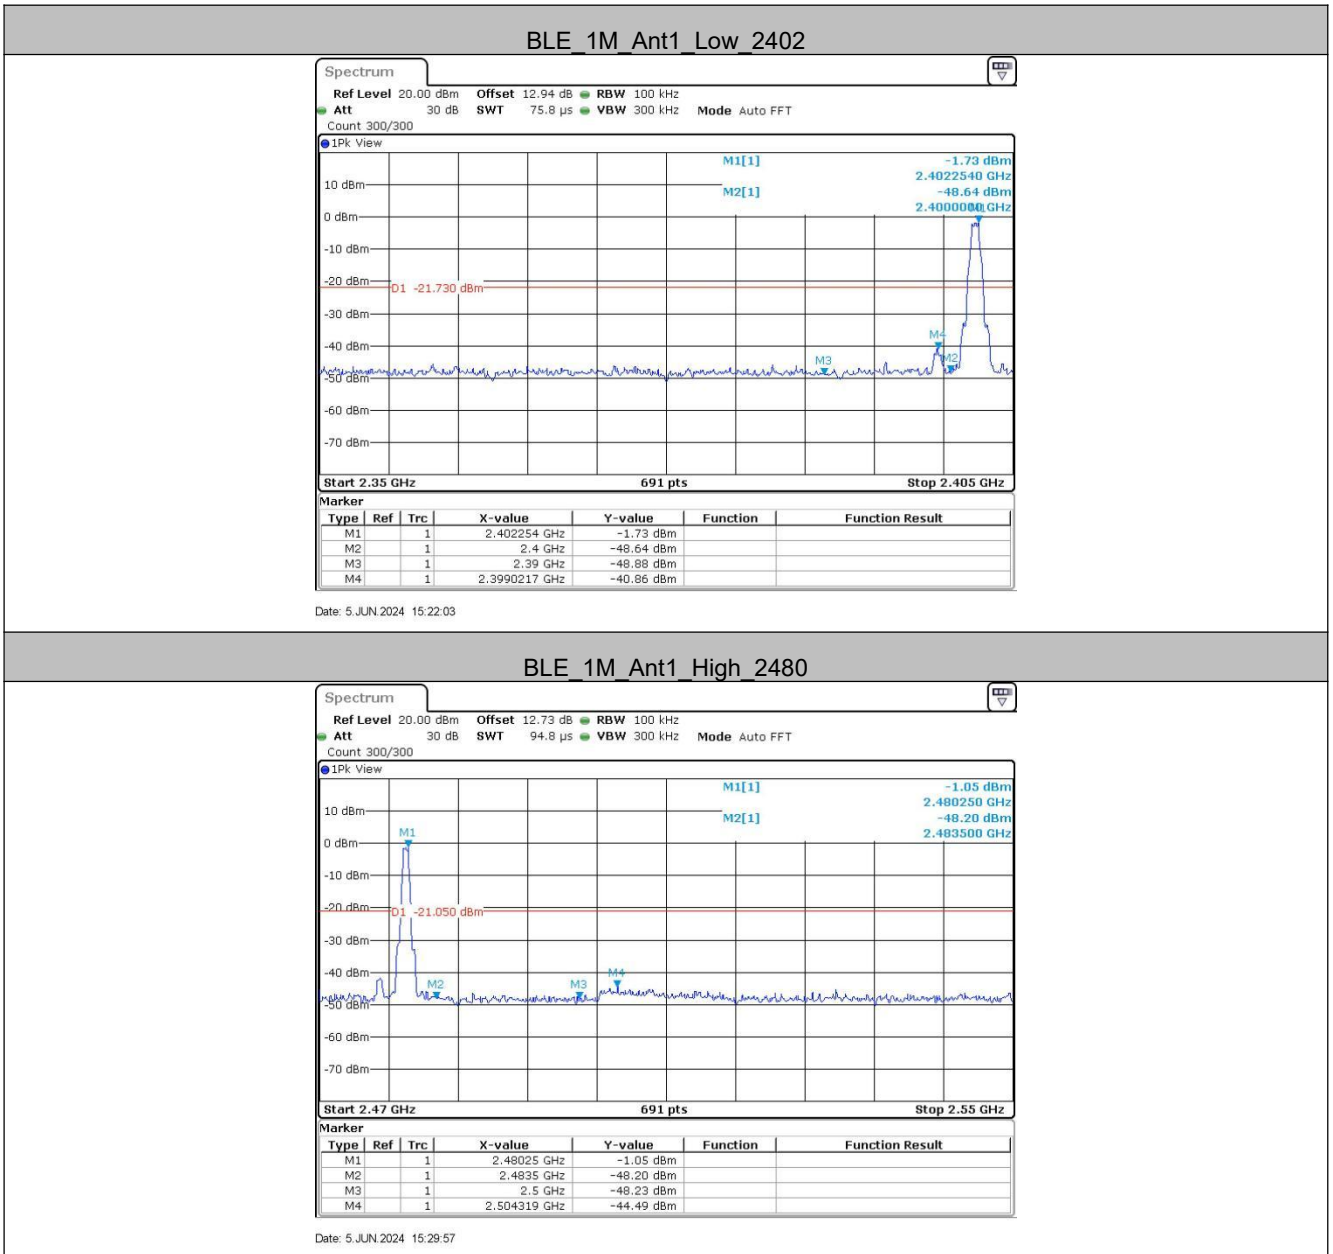 BLE_1M_Ant1_Low_2402
Spectrum
Ref Level 20.00 dBm Offset 12.94 dB RBW 100 kHz
Att 30 dB SWT 75.8 µs VBW 300 kHz Mode Auto FFT
Count 300/300
1Pk View
M1[1] -1.73 dBm
2.4022540 GHz
M2[1] -48.64 dBm
GHz
10 dBm
0 dBm
-10 dBm
-20 dBm
D1 -21.730 dBm
-30 dBm
-40 dBm
-50 dBm
-60 dBm
-70 dBm
M4
M3
M2
Start 2.35 GHz 691 pts Stop 2.405 GHz
Marker
Type Ref Trc X-value Y-value Function Function Result
M1 1 2.402254 GHz -1.73 dBm
M2 1 2.4 GHz -48.64 dBm
M3 1 2.39 GHz -48.88 dBm
M4 1 2.3990217 GHz -40.86 dBm
Date: 5.JUN.2024 15:22:03
BLE_1M_Ant1_High_2480
Spectrum
Ref Level 20.00 dBm Offset 12.73 dB RBW 100 kHz
Att 30 dB SWT 94.8 µs VBW 300 kHz Mode Auto FFT
Count 300/300
1Pk View
M1[1] -1.05 dBm
2.480250 GHz
M2[1] -48.20 dBm
2.483500 GHz
10 dBm
M1
0 dBm
-10 dBm
-20 dBm
D1 -21.050 dBm
-30 dBm
-40 dBm
M2
M3
M4
-50 dBm
-60 dBm
-70 dBm
Start 2.47 GHz 691 pts Stop 2.55 GHz
Marker
Type Ref Trc X-value Y-value Function Function Result
M1 1 2.48025 GHz -1.05 dBm
M2 1 2.4835 GHz -48.20 dBm
M3 1 2.5 GHz -48.23 dBm
M4 1 2.504319 GHz -44.49 dBm
Date: 5.JUN.2024 15:29:57